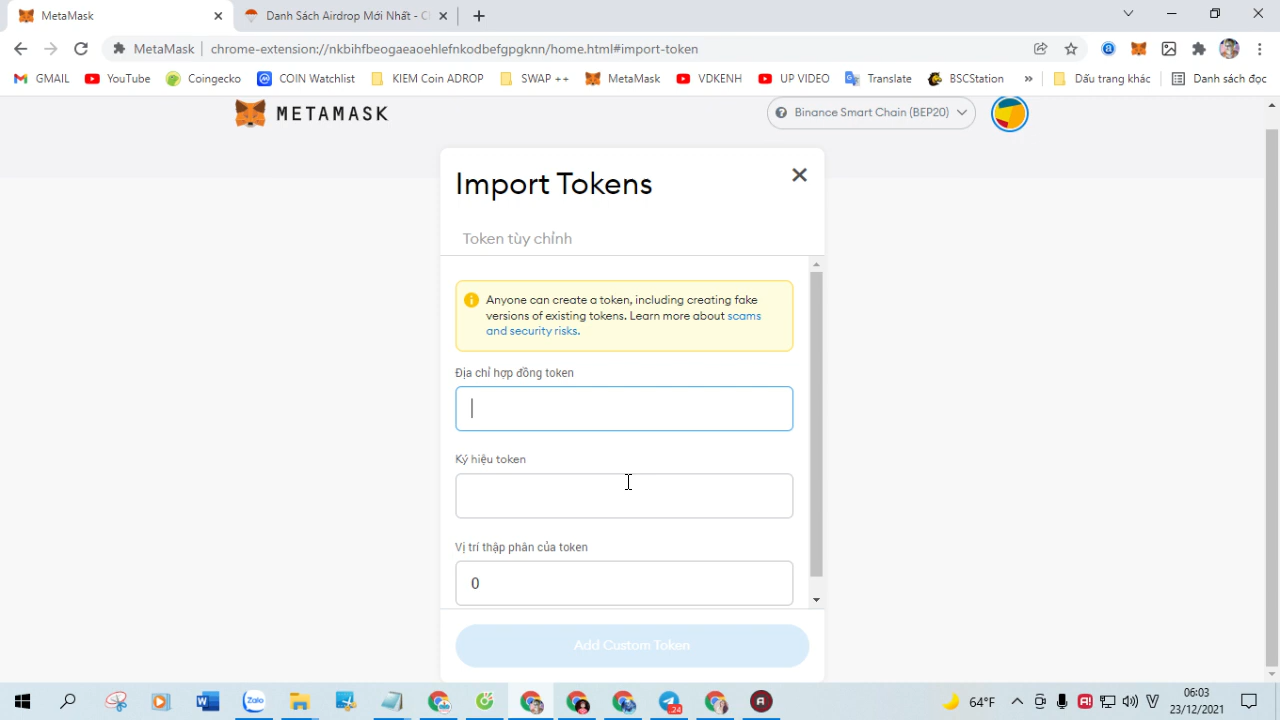 MetaMask
Danh Sách Airdrop Mới Nhất - C
MetaMask
chrome-extension://nkbihfbeogaeaoehlefnkodbefgpgknn/home.html#import-token
GMAIL
YouTube
Coingecko
COIN Watchlist
KIEM Coin ADROP
SWAP ++
MetaMask
VDKENH
UP VIDEO
Translate
BSCStation
»
Dấu trang khác
Danh sách đọc
METAMASK
Binance Smart Chain (BEP20)
Import Tokens
Token tùy chỉnh
Anyone can create a token, including creating fake
versions of existing tokens. Learn more about scams
and security risks.
Địa chỉ hợp đồng token
Ký hiệu token
Vị trí thập phân của token
0
Add Custom Token
Zalo
24
64°F
06:03
23/12/2021